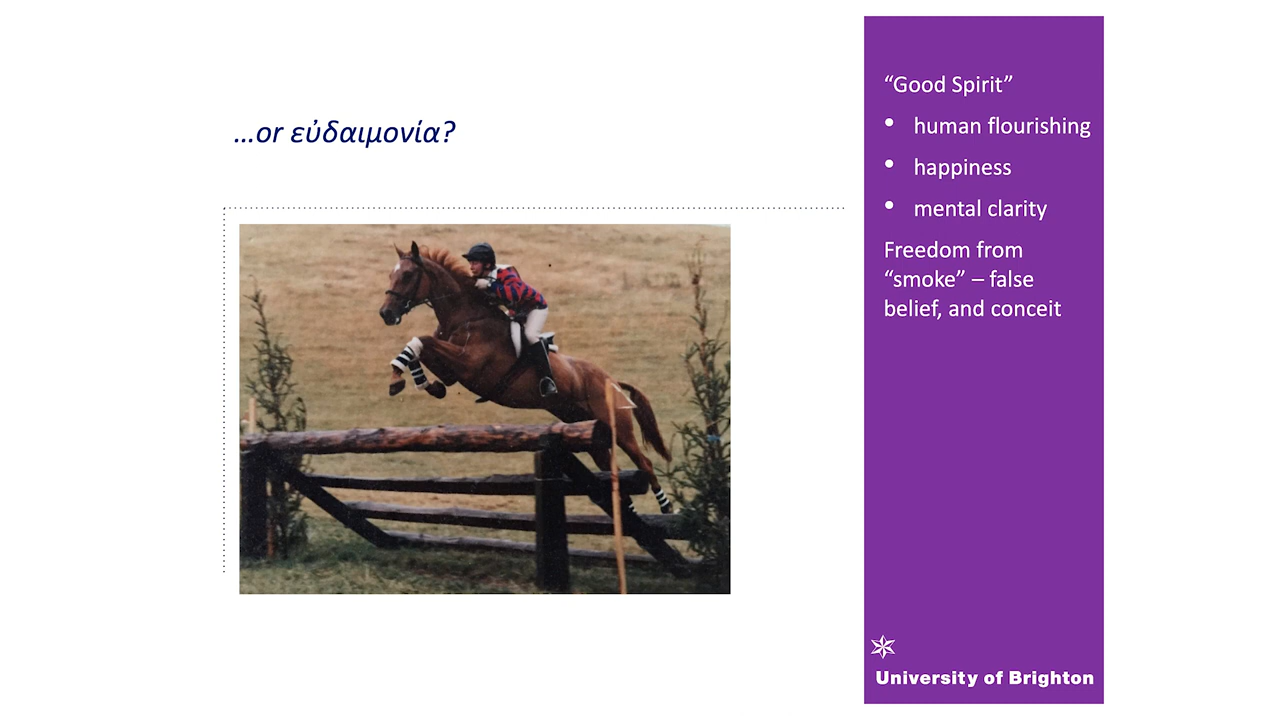 ...or εὐδαιμονία?
“Good Spirit”
• human flourishing
• happiness
• mental clarity
Freedom from
“smoke” – false
belief, and conceit
University of Brighton